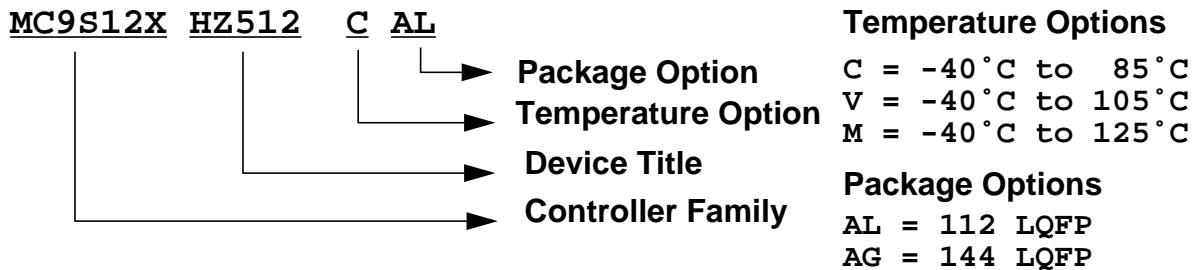 MC9S12X HZ512 C AL
Package Option
Temperature Option
Device Title
Controller Family
Temperature Options
C = -40˚C to 85˚C
V = -40˚C to 105˚C
M = -40˚C to 125˚C
Package Options
AL = 112 LQFP
AG = 144 LQFP